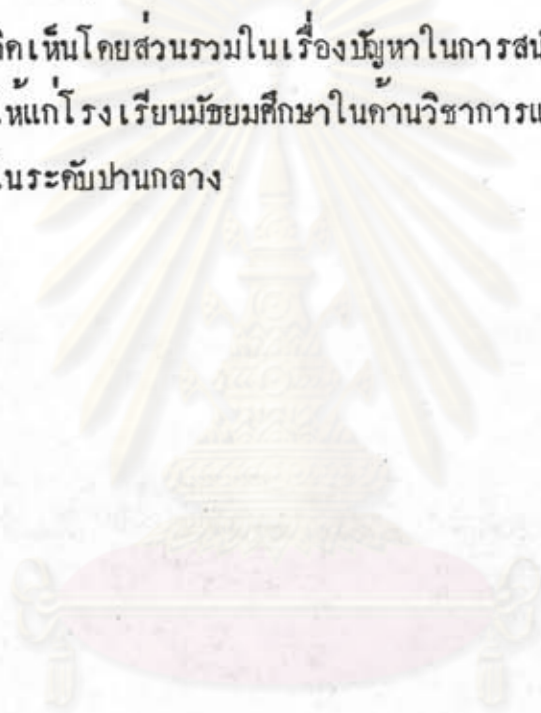 คิดเห็นโดยส่วนรวมในเรื่องปัญหาในการสน
ให้แก่โรงเรียนมัธยมศึกษาในด้านวิชาการแ
ในระดับปานกลาง